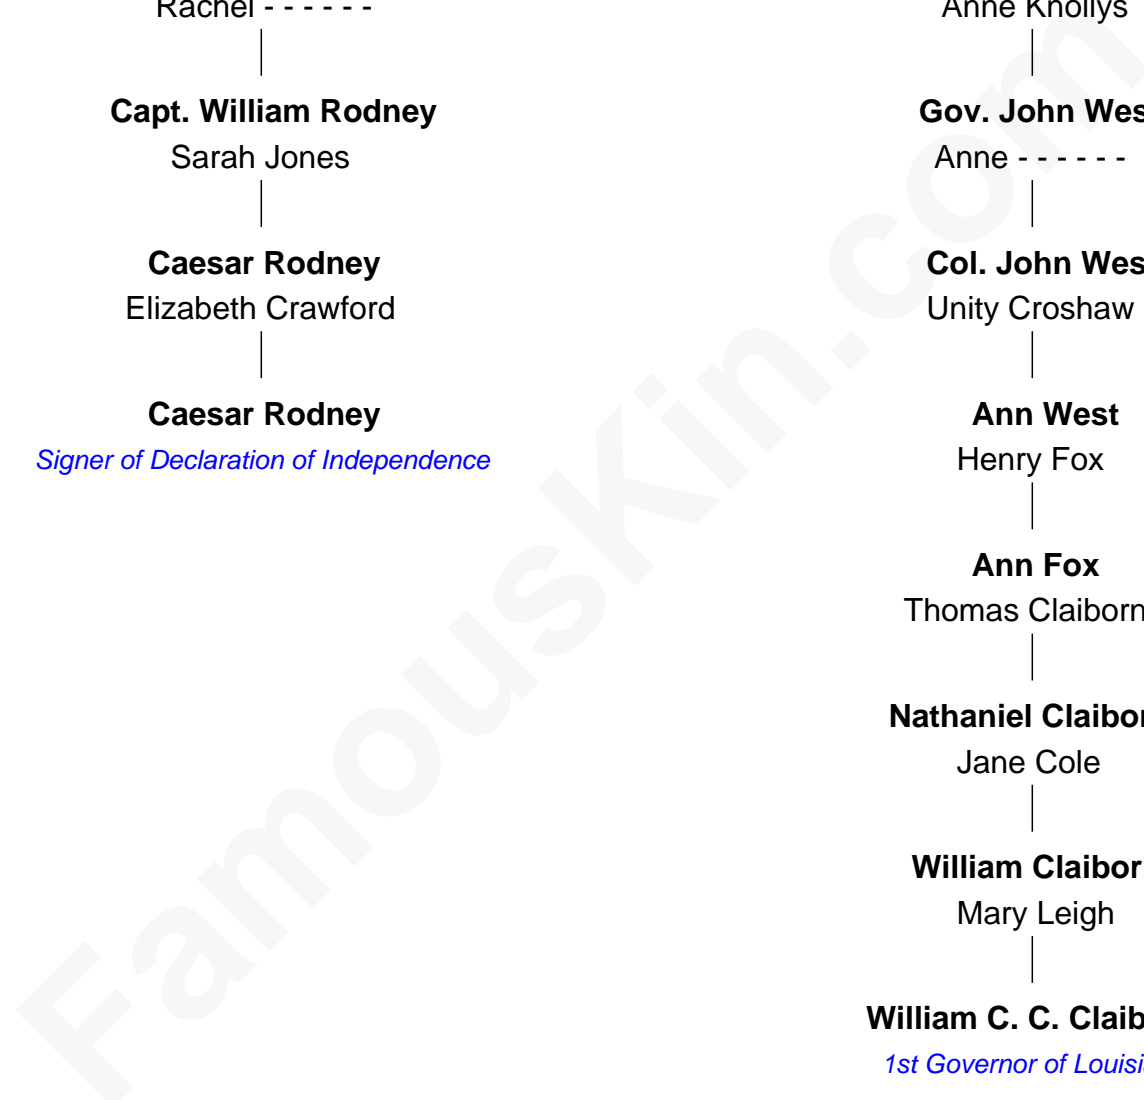 Rachel - - - - - -
Capt. William Rodney
Sarah Jones
Caesar Rodney
Elizabeth Crawford
Caesar Rodney
Signer of Declaration of Independence
Anne Knollys
Gov. John Wes
Anne - - - - - -
Col. John Wes
Unity Croshaw
Ann West
Henry Fox
Ann Fox
Thomas Claiborn
Nathaniel Claibor
Jane Cole
William Claibor
Mary Leigh
William C. C. Claib
1st Governor of Louisi
FamousKin.com